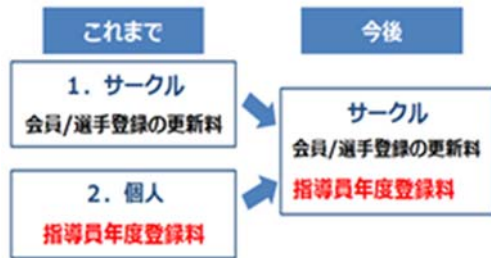 これまで
1. サークル
会員/選手登録の更新料
2. 個人
指導員年度登録料
今後
サークル
会員/選手登録の更新料
指導員年度登録料